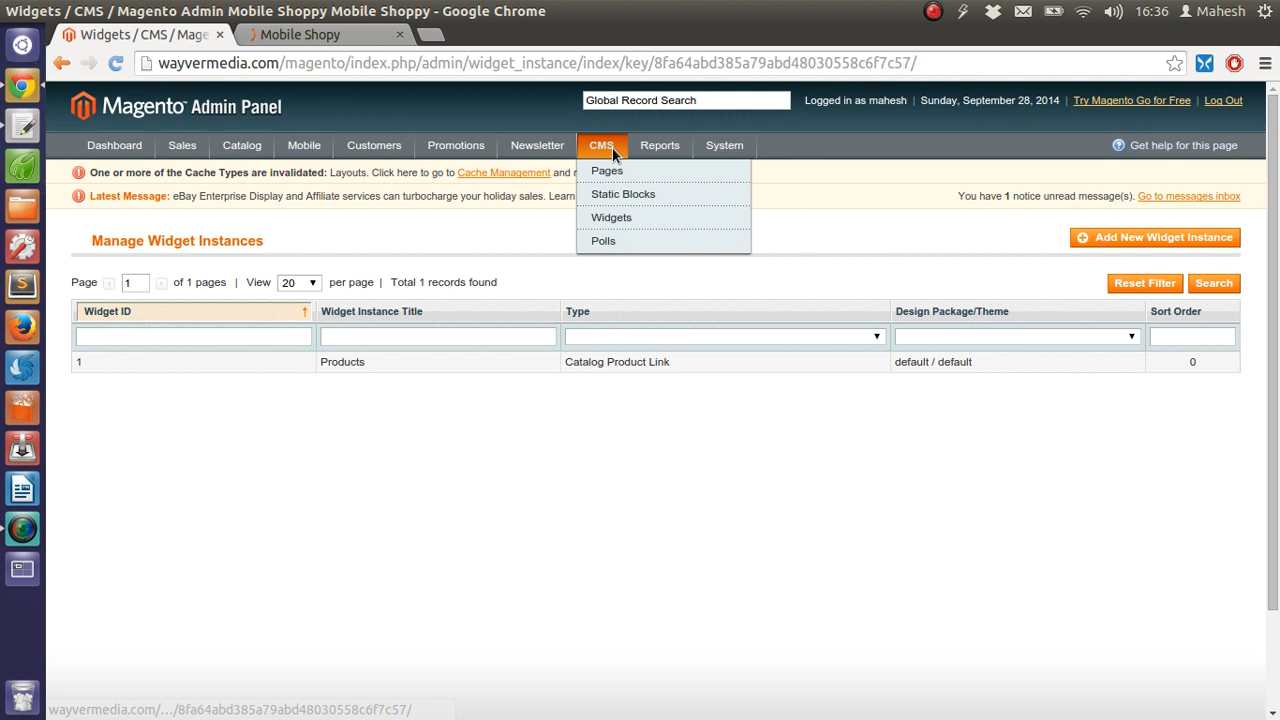 Widgets / CMS / Magento Admin Mobile Shoppy Mobile Shoppy - Google Chrome
16:36 Mahesh
Widgets / CMS / Mage ×
Mobile Shopy ×
wayvermedia.com/magento/index.php/admin/widget_instance/index/key/8fa64abd385a79abd48030558c6f7c57/
Magento Admin Panel
Global Record Search
Logged in as mahesh | Sunday, September 28, 2014 | Try Magento Go for Free | Log Out
Dashboard Sales Catalog Mobile Customers Promotions Newsletter CMS Reports System
Get help for this page
One or more of the Cache Types are invalidated: Layouts. Click here to go to Cache Management and
Latest Message: eBay Enterprise Display and Affiliate services can turbocharge your holiday sales. Learn
You have 1 notice unread message(s). Go to messages inbox
Pages
Static Blocks
Widgets
Polls
Manage Widget Instances
Add New Widget Instance
Page 1 of 1 pages | View 20 per page | Total 1 records found
Reset Filter Search
Widget ID Widget Instance Title Type Design Package/Theme Sort Order
1 Products Catalog Product Link default / default 0
wayvermedia.com/.../8fa64abd385a79abd48030558c6f7c57/